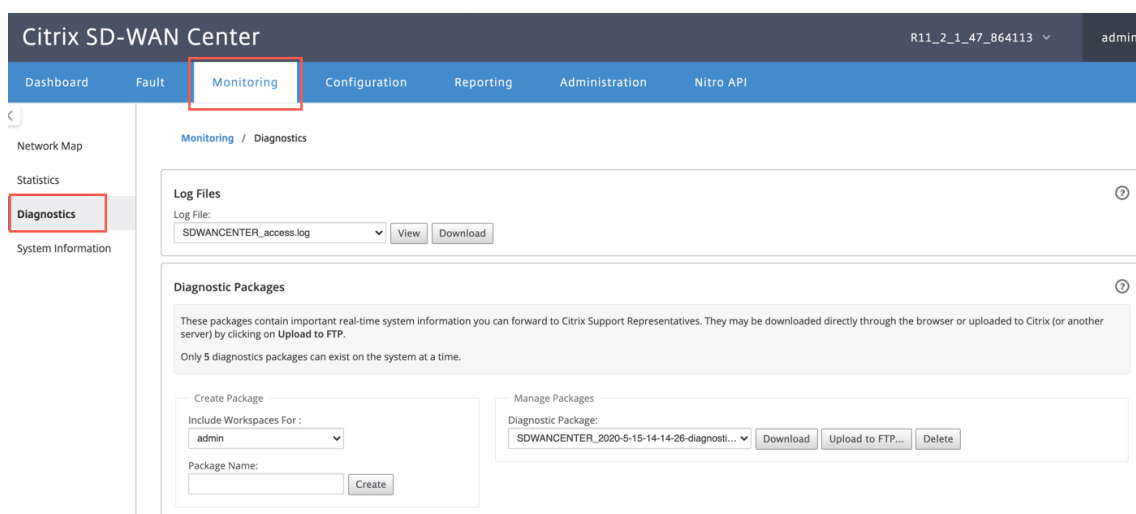 Citrix SD-WAN Center
R11_2_1_47_864113
admin
Dashboard Fault Monitoring Configuration Reporting Administration Nitro API
Network Map
Statistics
Diagnostics
System Information
Monitoring / Diagnostics
Log Files
Log File:
SDWANCENTER_access.log View Download
Diagnostic Packages
These packages contain important real-time system information you can forward to Citrix Support Representatives. They may be downloaded directly through the browser or uploaded to Citrix (or another
server) by clicking on Upload to FTP.
Only 5 diagnostics packages can exist on the system at a time.
Create Package
Include Workspaces For :
admin
Package Name:
Create
Manage Packages
Diagnostic Package:
SDWANCENTER_2020-5-15-14-14-26-diagnosti... Download Upload to FTP... Delete